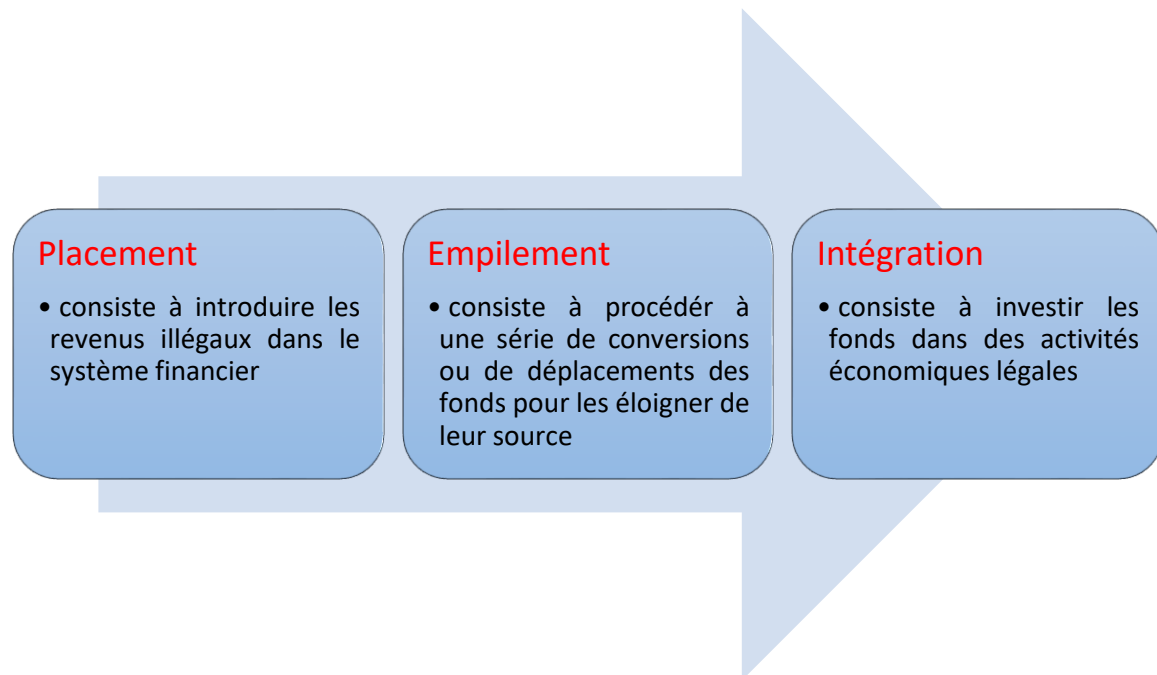 Placement
• consiste à introduire les
revenus illégaux dans le
système financier
Empilement
• consiste à procédér à
une série de conversions
ou de déplacements des
fonds pour les éloigner de
leur source
Intégration
• consiste à investir les
fonds dans des activités
économiques légales